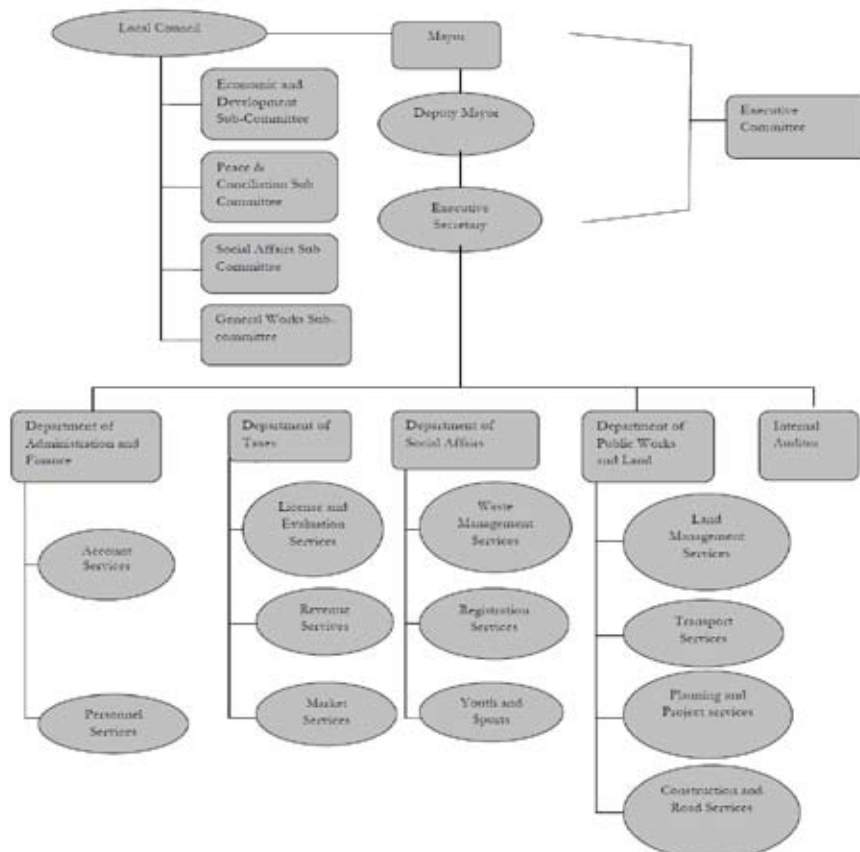 Local Council
Mayor
Economic and
Development
Sub-Committee
Deputy Mayor
Executive
Committee
Peace &
Conciliation Sub
Committee
Executive
Secretary
Social Affairs Sub
Committee
General Works Sub-
committee
Department of
Administration and
Finance
Department of
Taxes
Department of
Social Affairs
Department of
Public Works
and Land
Internal
Auditor
License and
Evaluation
Services
Waste
Management
Services
Land
Management
Services
Account
Services
Revenue
Services
Registration
Services
Transport
Services
Personnel
Services
Market
Services
Youth and
Sports
Planning and
Project services
Construction and
Road Services